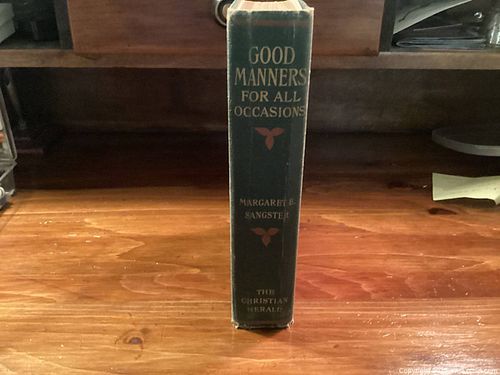 GOOD
MANNERS
FOR ALL
OCCASIONS
MARGARET E.
SANGSTER
THE
CHRISTIAN
HERALD